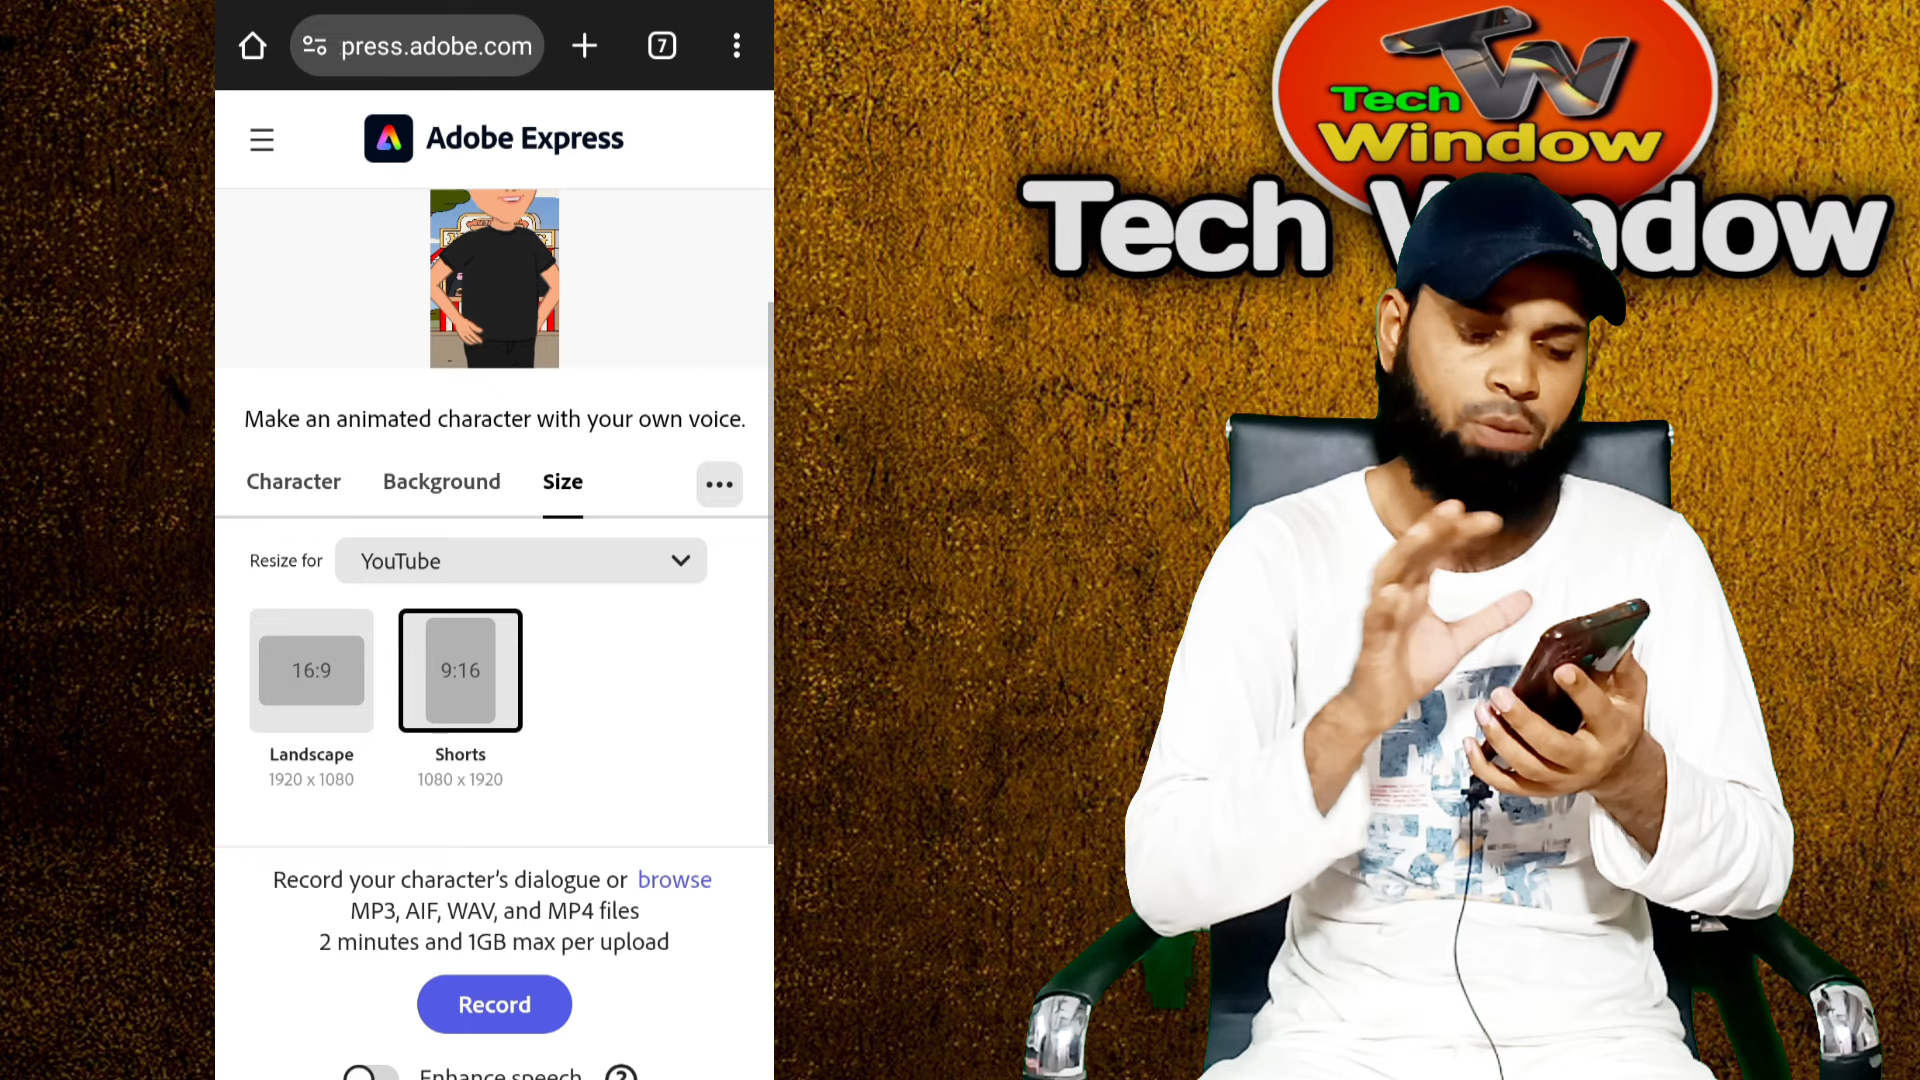 press.adobe.com
7
Adobe Express
Make an animated character with your own voice.
Character Background Size
Resize for YouTube
16:9 9:16
Landscape Shorts
1920 x 1080 1080 x 1920
Record your character's dialogue or browse
MP3, AIF, WAV, and MP4 files
2 minutes and 1GB max per upload
Record
Enhance speech ?
TW
Tech
Window
Tech Window